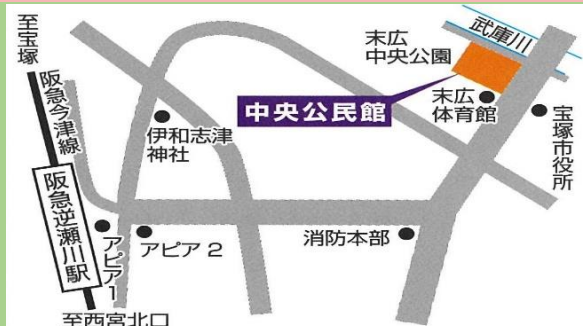 至宝塚
阪急今津線
阪急逆瀬川駅
至西宮北口
アピア1
アピア 2
伊和志津
神社
中央公民館
末広
中央公園
武庫川
末広
体育館
宝塚市役所
消防本部